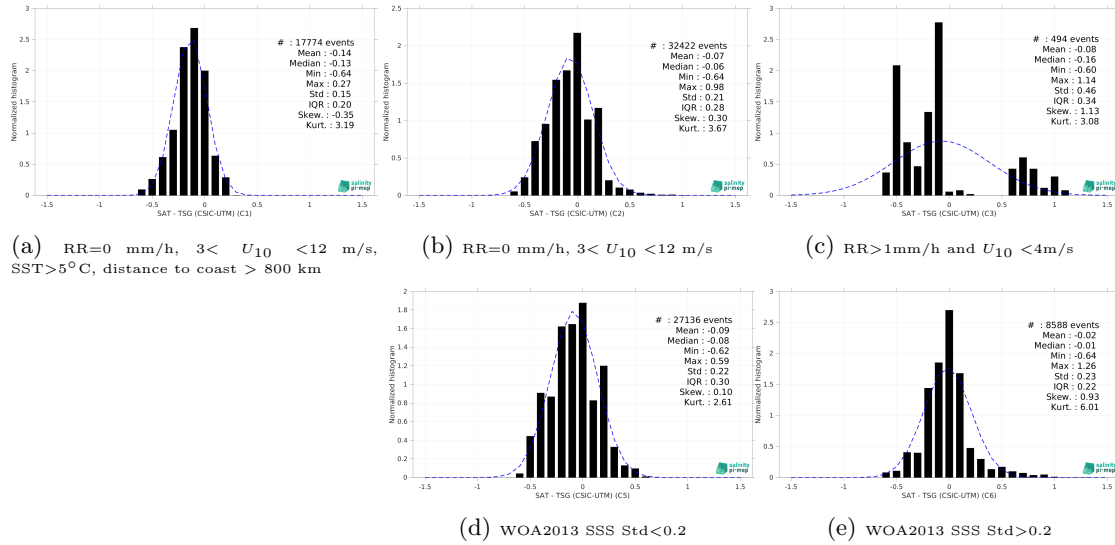 3
2.5
2
1.5
1
0.5
0
Normalized histogram
# : 17774 events
Mean : -0.14
Median : -0.13
Min : -0.64
Max : 0.27
Std : 0.15
IQR : 0.20
Skew. : -0.35
Kurt. : 3.19
salinity
pi-mep
-1.5 -1 -0.5 0 0.5 1 1.5
SAT - TSG (CSIC-UTM) (C1)
(a) RR=0 mm/h, 3< U10 <12 m/s,
SST>5°C, distance to coast > 800 km
2.5
2
1.5
1
0.5
0
Normalized histogram
# : 32422 events
Mean : -0.07
Median : -0.06
Min : -0.64
Max : 0.98
Std : 0.21
IQR : 0.28
Skew. : 0.30
Kurt. : 3.67
salinity
pi-mep
-1.5 -1 -0.5 0 0.5 1 1.5
SAT - TSG (CSIC-UTM) (C2)
(b) RR=0 mm/h, 3< U10 <12 m/s
3
2.5
2
1.5
1
0.5
0
Normalized histogram
# : 494 events
Mean : -0.08
Median : -0.16
Min : -0.60
Max : 1.14
Std : 0.46
IQR : 0.34
Skew. : 1.13
Kurt. : 3.08
salinity
pi-mep
-1.5 -1 -0.5 0 0.5 1 1.5
SAT - TSG (CSIC-UTM) (C3)
(c) RR>1mm/h and U10 <4m/s
2
1.8
1.6
1.4
1.2
1
0.8
0.6
0.4
0.2
0
Normalized histogram
# : 27136 events
Mean : -0.09
Median : -0.08
Min : -0.62
Max : 0.59
Std : 0.22
IQR : 0.30
Skew. : 0.10
Kurt. : 2.61
salinity
pi-mep
-1.5 -1 -0.5 0 0.5 1 1.5
SAT - TSG (CSIC-UTM) (C5)
(d) WOA2013 SSS Std<0.2
3
2.5
2
1.5
1
0.5
0
Normalized histogram
# : 8588 events
Mean : -0.02
Median : -0.01
Min : -0.64
Max : 1.26
Std : 0.23
IQR : 0.22
Skew. : 0.93
Kurt. : 6.01
salinity
pi-mep
-1.5 -1 -0.5 0 0.5 1 1.5
SAT - TSG (CSIC-UTM) (C6)
(e) WOA2013 SSS Std>0.2